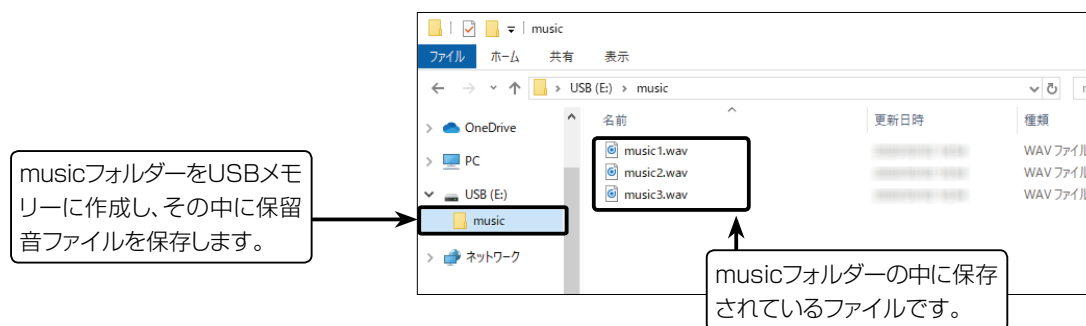 music
ファイル ホーム 共有 表示
USB (E:) › music
名前 更新日時 種類
OneDrive
PC
USB (E:)
music
ネットワーク
music1.wav WAV ファイル
music2.wav WAV ファイル
music3.wav WAV ファイル
musicフォルダーをUSBメモ
リーに作成し、その中に保留
音ファイルを保存します。
musicフォルダーの中に保存
されているファイルです。